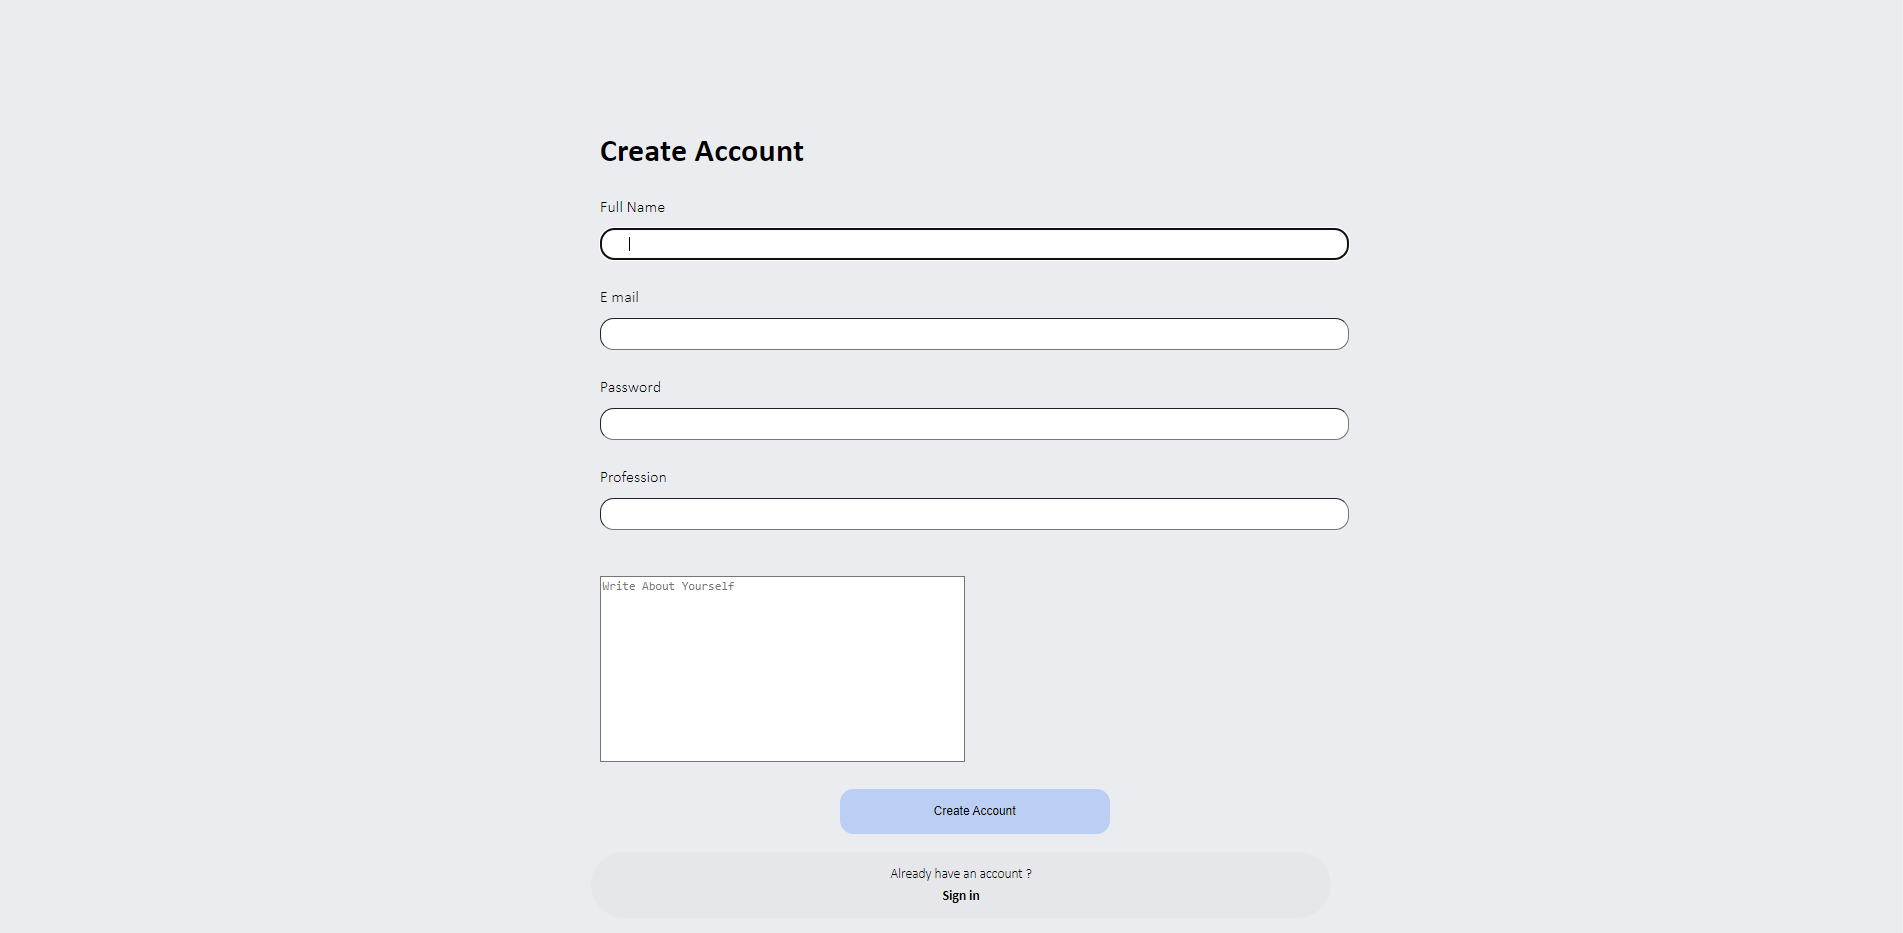 Create Account
Full Name
E mail
Password
Profession
Write About Yourself
Create Account
Already have an account ?
Sign in